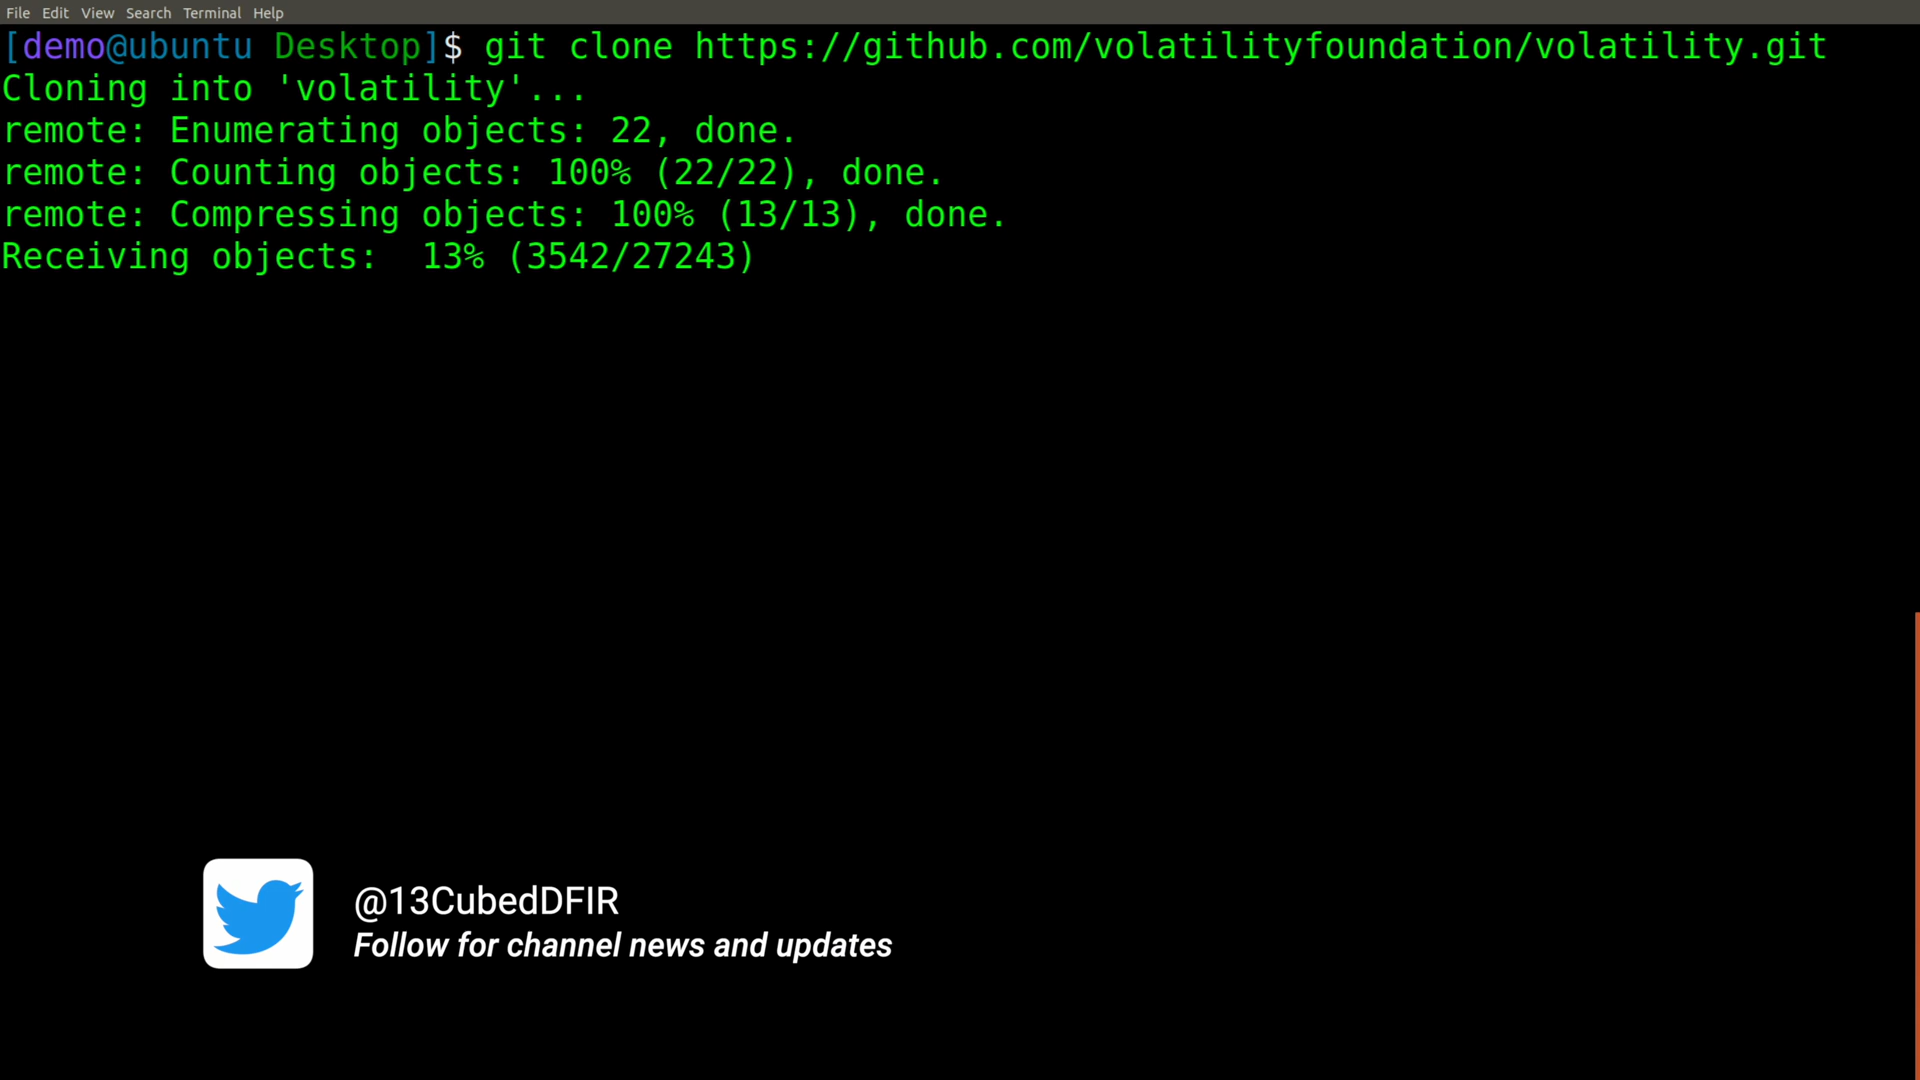 File Edit View Search Terminal Help
[demo@ubuntu Desktop]$ git clone https://github.com/volatilityfoundation/volatility.git
Cloning into 'volatility'...
remote: Enumerating objects: 22, done.
remote: Counting objects: 100% (22/22), done.
remote: Compressing objects: 100% (13/13), done.
Receiving objects:  13% (3542/27243)
@13CubedDFIR
Follow for channel news and updates